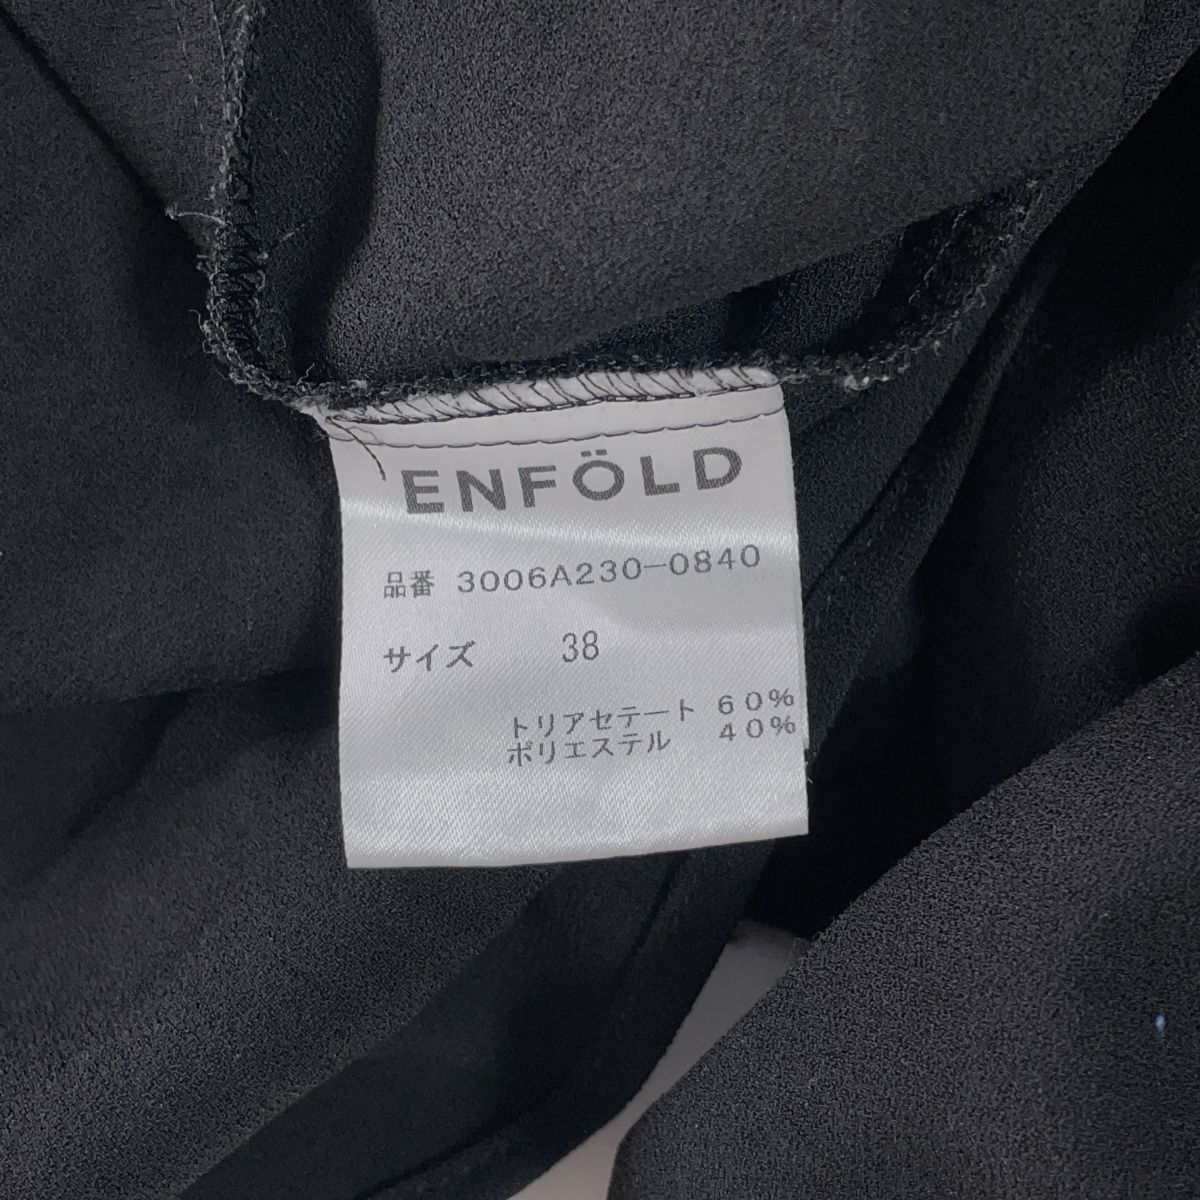 ENFÖLD
品番 3006A230-0840
サイズ 38
トリアセテート 60%
ポリエステル 40%